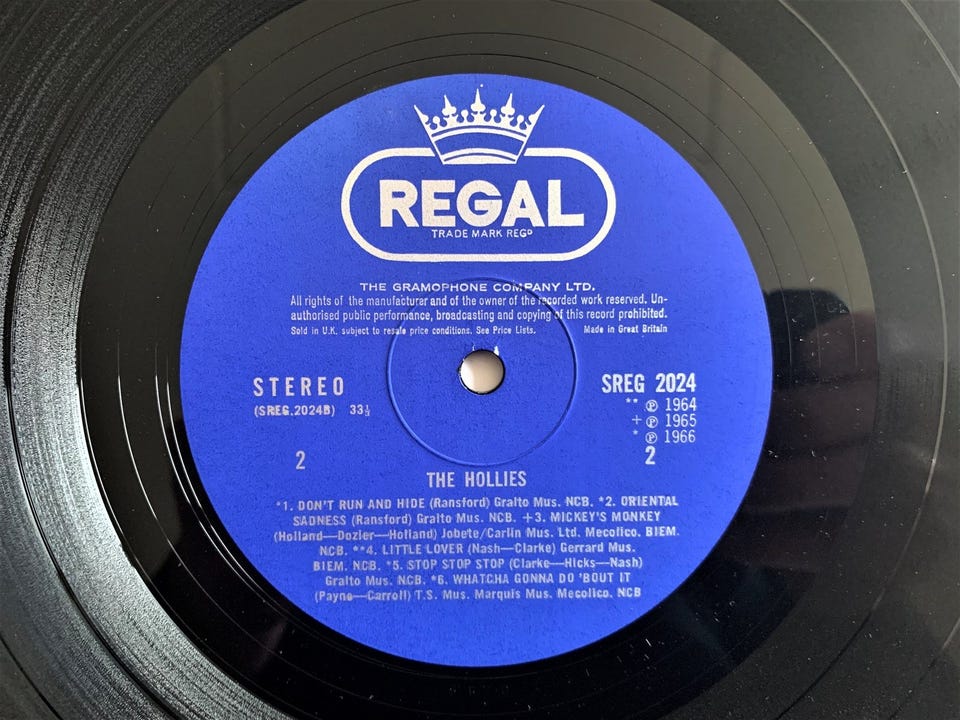 REGAL
TRADE MARK REGD
THE GRAMOPHONE COMPANY LTD.
All rights of the manufacturer and of the owner of the recorded work reserved. Un-
authorised public performance, broadcasting and copying of this record prohibited.
Sold in U.K. subject to resale price conditions. See Price Lists. Made in Great Britain
STEREO SREG 2024
(SREG.2024B) 33⅓ ** ℗ 1964
+ ℗ 1965
* ℗ 1966
2 2
THE HOLLIES
*1. DON'T RUN AND HIDE (Ransford) Gralto Mus. NCB. *2. ORIENTAL
SADNESS (Ransford) Gralto Mus. NCB. +3. MICKEY'S MONKEY
(Holland—Dozier—Holland) Jobete/Carlin Mus. Ltd. Mecolico. BIEM.
NCB. **4. LITTLE LOVER (Nash—Clarke) Gerrard Mus.
BIEM. NCB. *5. STOP STOP STOP (Clarke—Hicks—Nash)
Gralto Mus. NCB. *6. WHATCHA GONNA DO 'BOUT IT
(Payne—Carroll) T.S. Mus. Marquis Mus. Mecolico. NCB